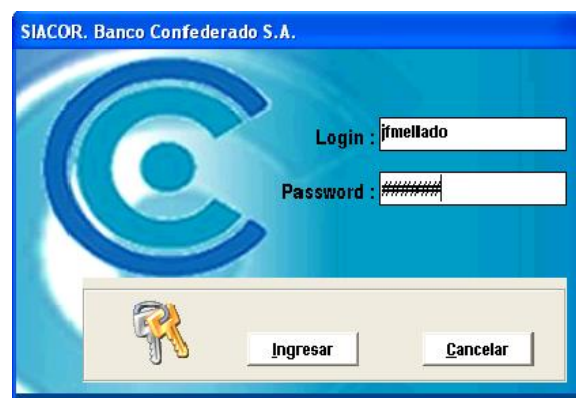 SIACOR. Banco Confederado S.A.
Login : jfmellado
Password : #######
Ingresar
Cancelar